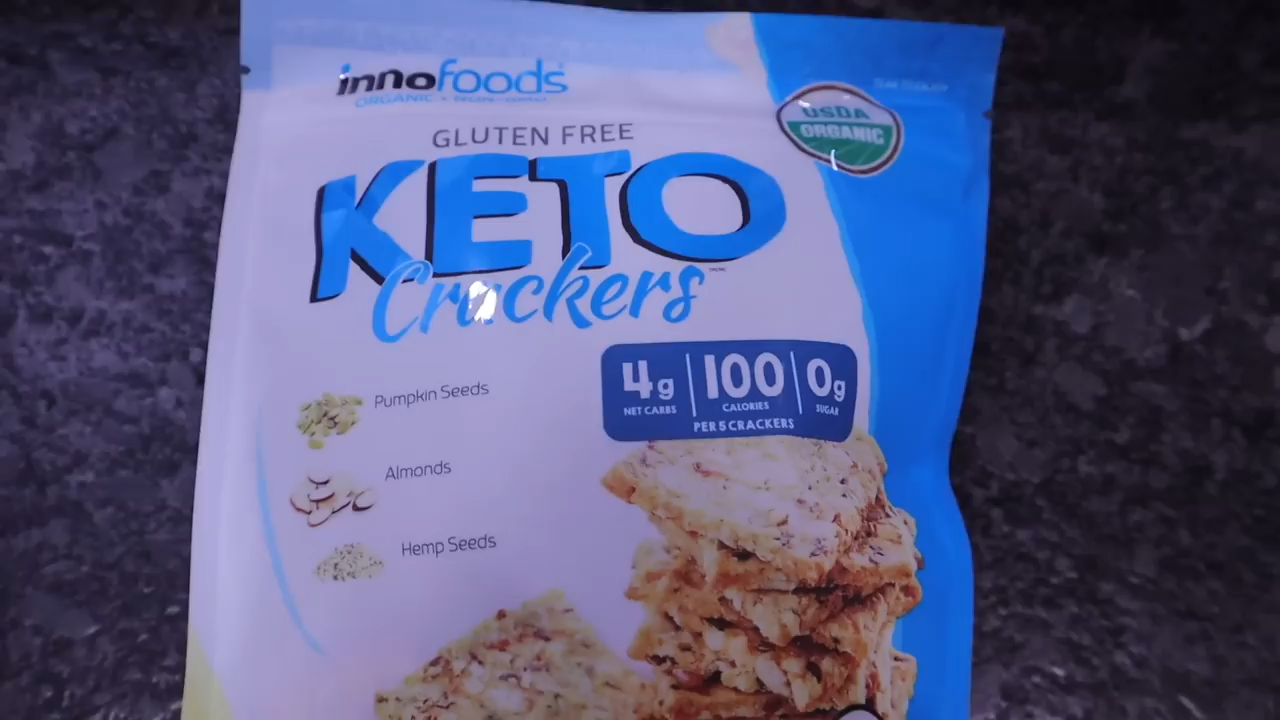 innofoods
ORGANIC
GLUTEN FREE
KETO
Crackers
USDA
ORGANIC
4g NET CARBS
100 CALORIES
0g SUGAR
PER 5 CRACKERS
Pumpkin Seeds
Almonds
Hemp Seeds